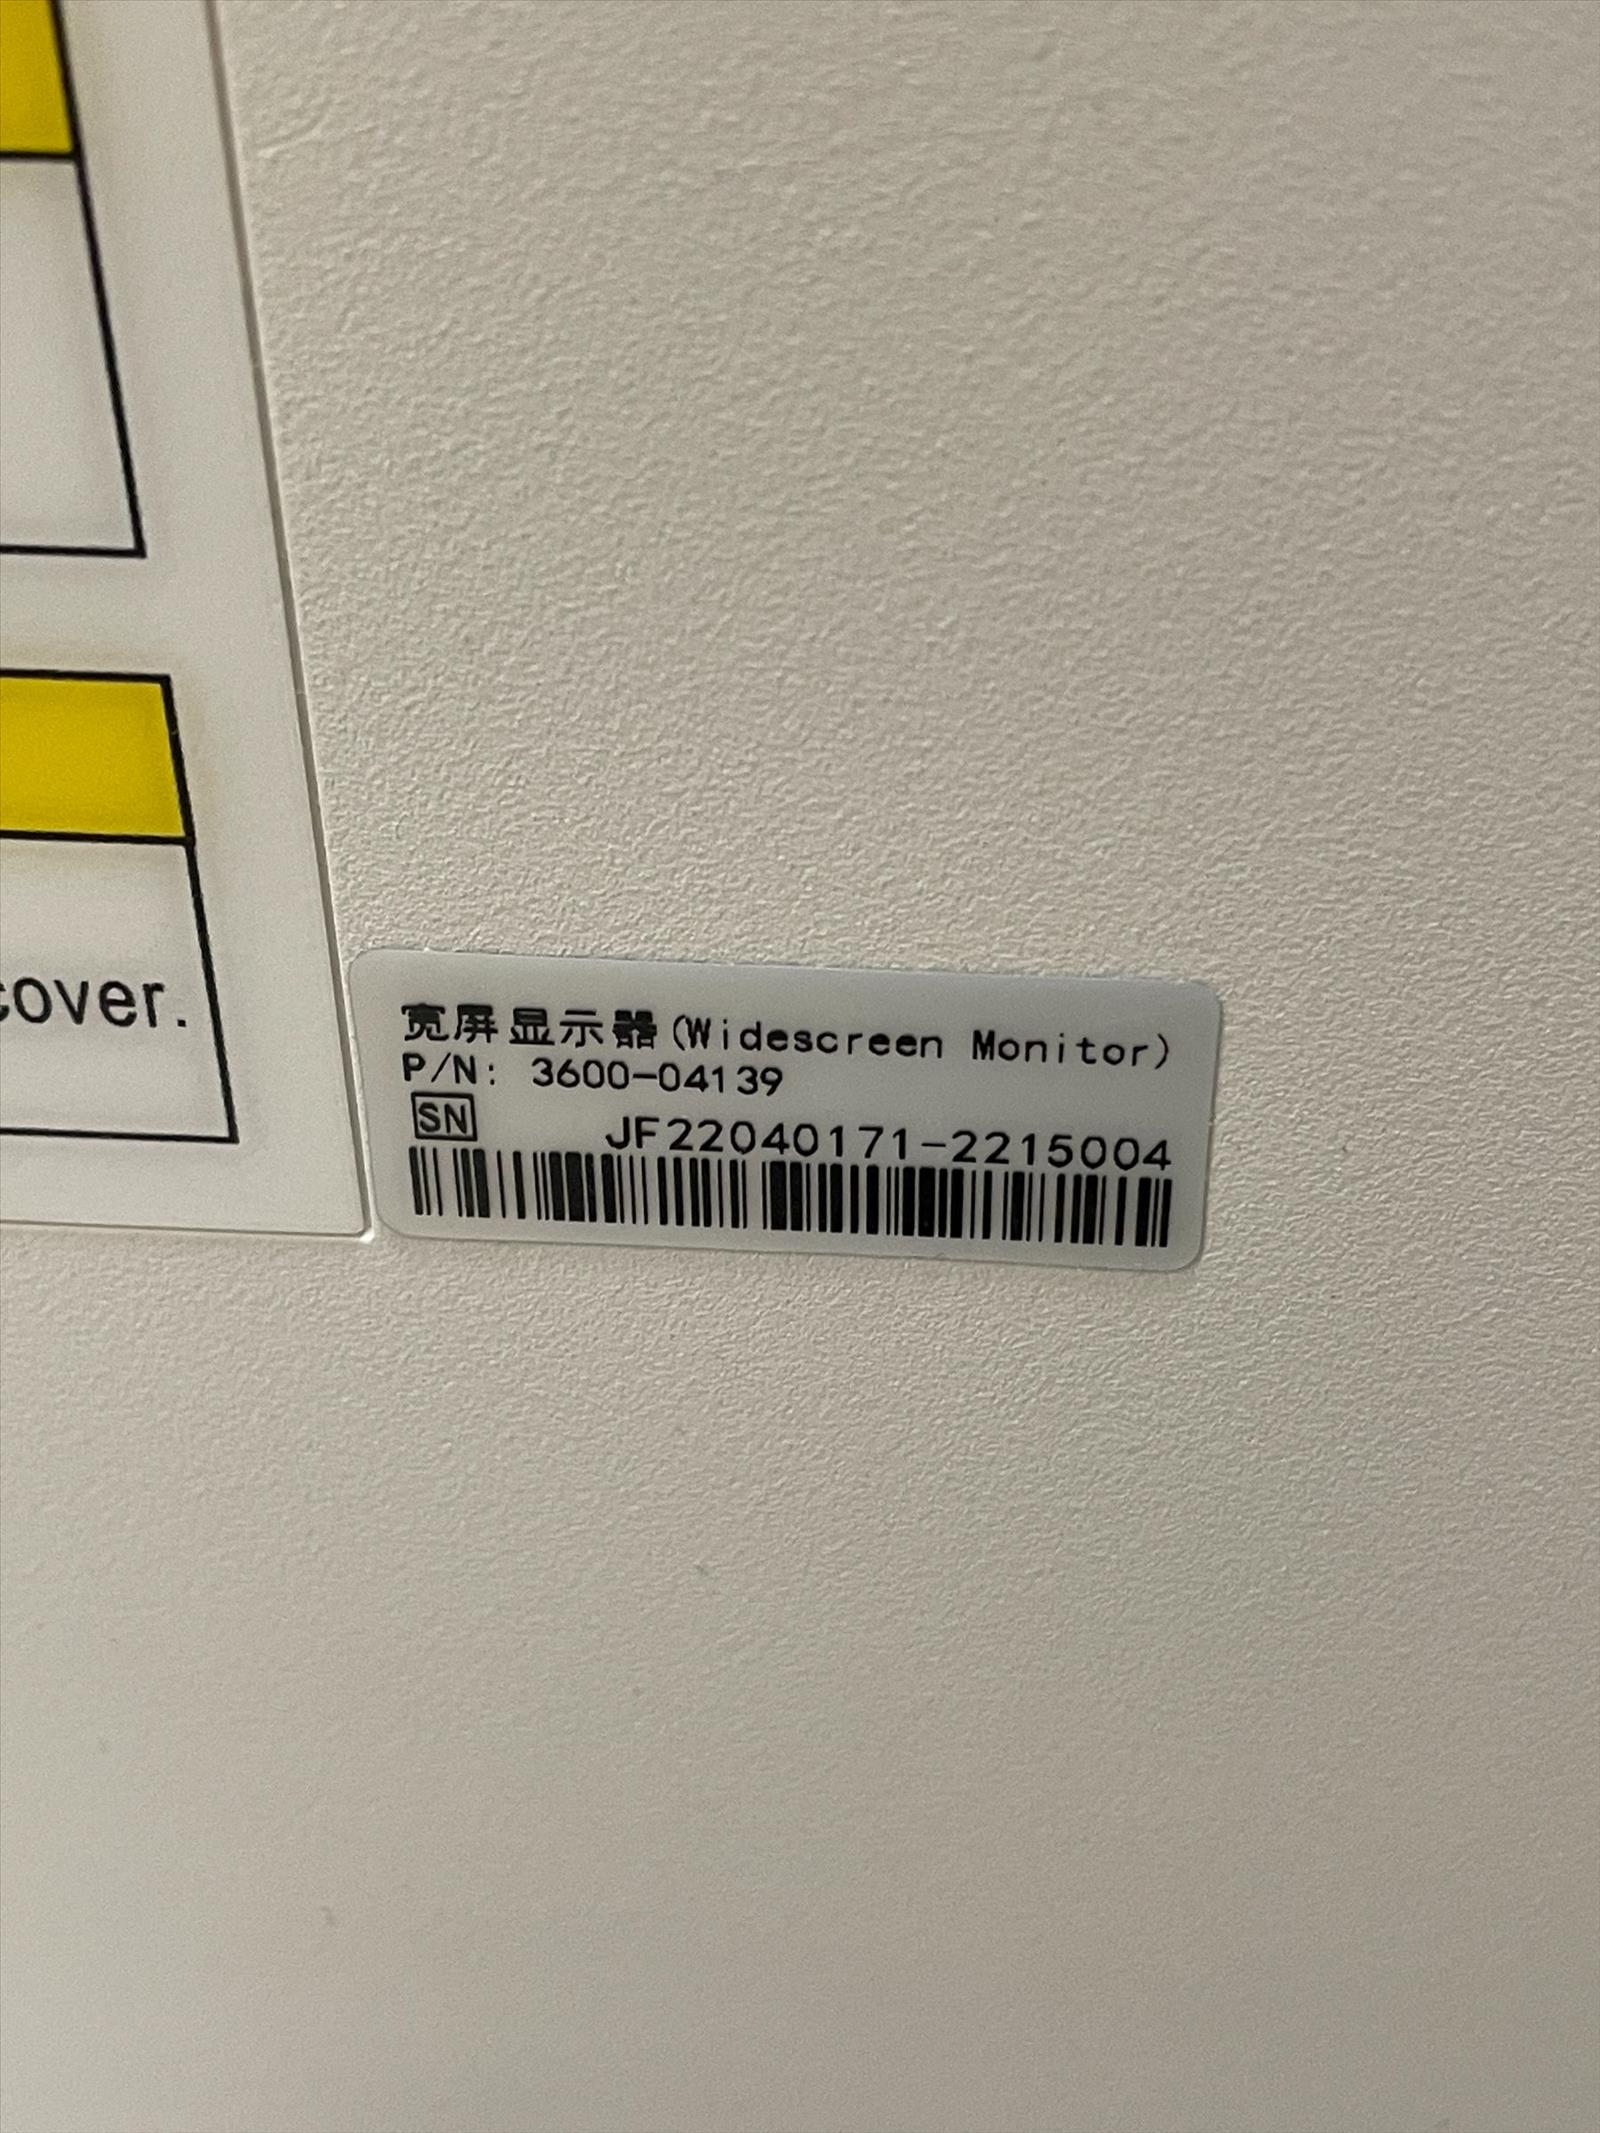 cover.
宽屏显示器(Widescreen Monitor)
P/N: 3600-04139
SN
JF22040171-2215004